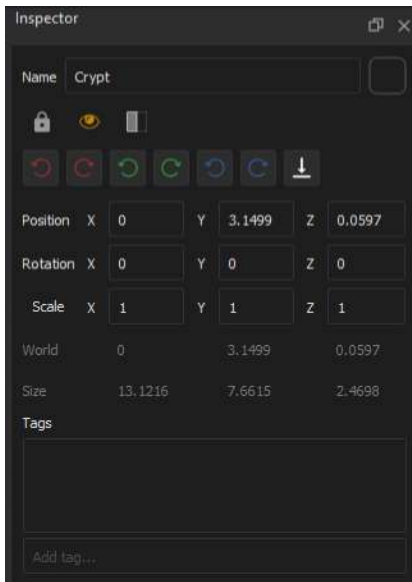 Inspector
Name Crypt
Position X 0 Y 3.1499 Z 0.0597
Rotation X 0 Y 0 Z 0
Scale X 1 Y 1 Z 1
World 0 3.1499 0.0597
Size 13.1216 7.6615 2.4698
Tags
Add tag...